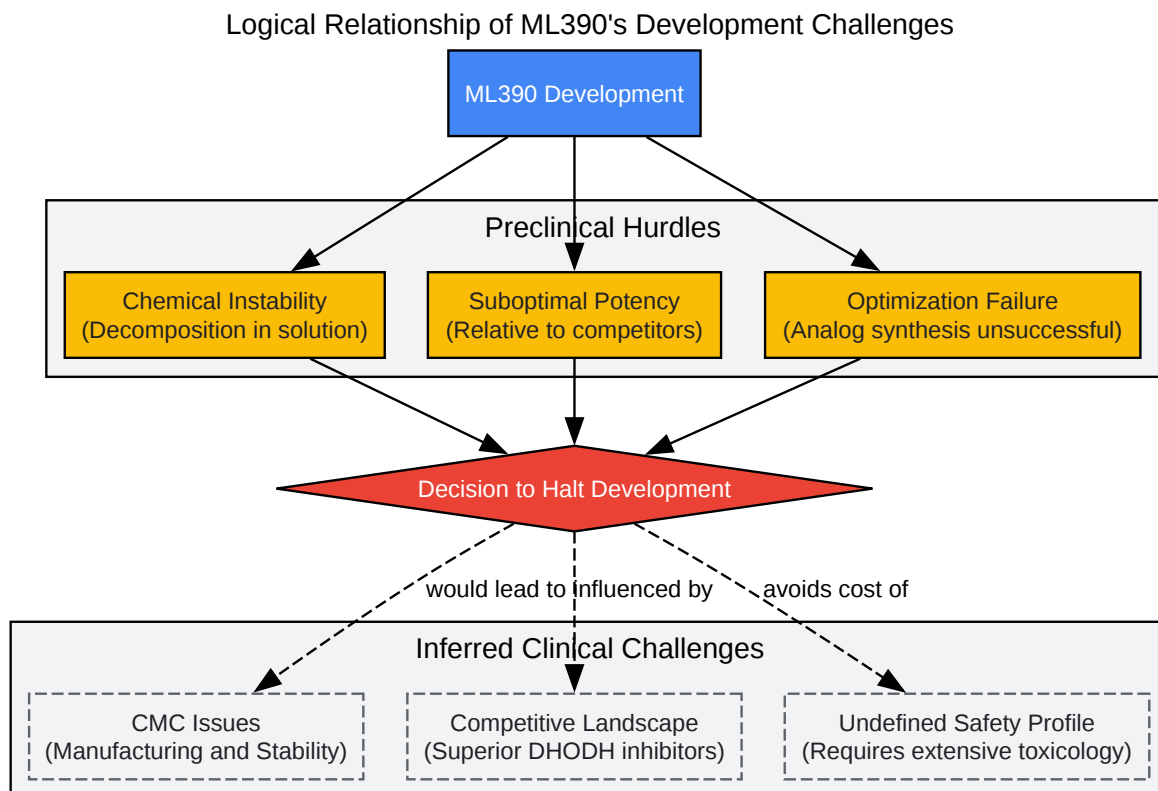 Logical Relationship of ML390's Development Challenges
ML390 Development
Preclinical Hurdles
Chemical Instability
(Decomposition in solution)
Suboptimal Potency
(Relative to competitors)
Optimization Failure
(Analog synthesis unsuccessful)
Decision to Halt Development
would lead to
influenced by
avoids cost of
Inferred Clinical Challenges
CMC Issues
(Manufacturing and Stability)
Competitive Landscape
(Superior DHODH inhibitors)
Undefined Safety Profile
(Requires extensive toxicology)